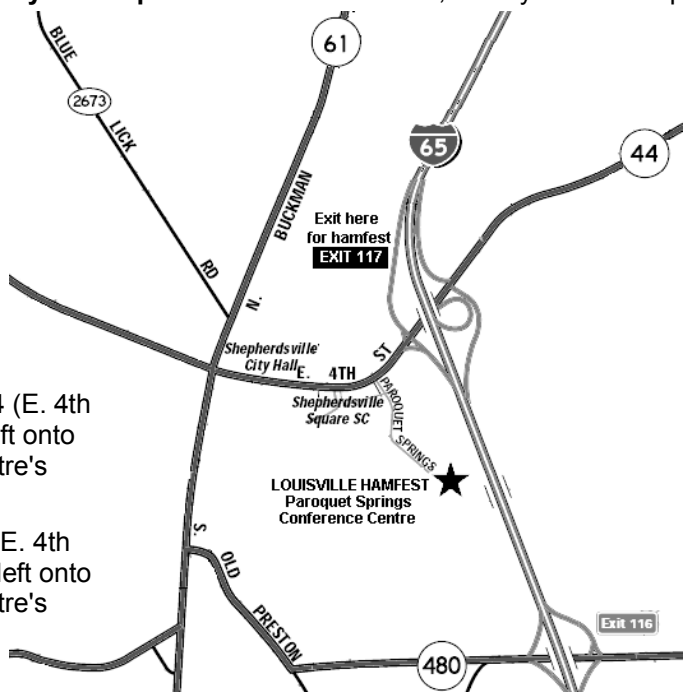 61
BLUE
2673
LICK
RD
65
44
N. BUCKMAN
Exit here
for hamfest
EXIT 117
Shepherdsville
City Hall
E. 4TH ST
Shepherdsville
Square SC
PAROQUET SPRINGS
4 (E. 4th
ft onto
tre's
LOUISVILLE HAMFEST
Paroquet Springs
Conference Centre
E. 4th
left onto
tre's
S.
OLD
PRESTON
Exit 116
480